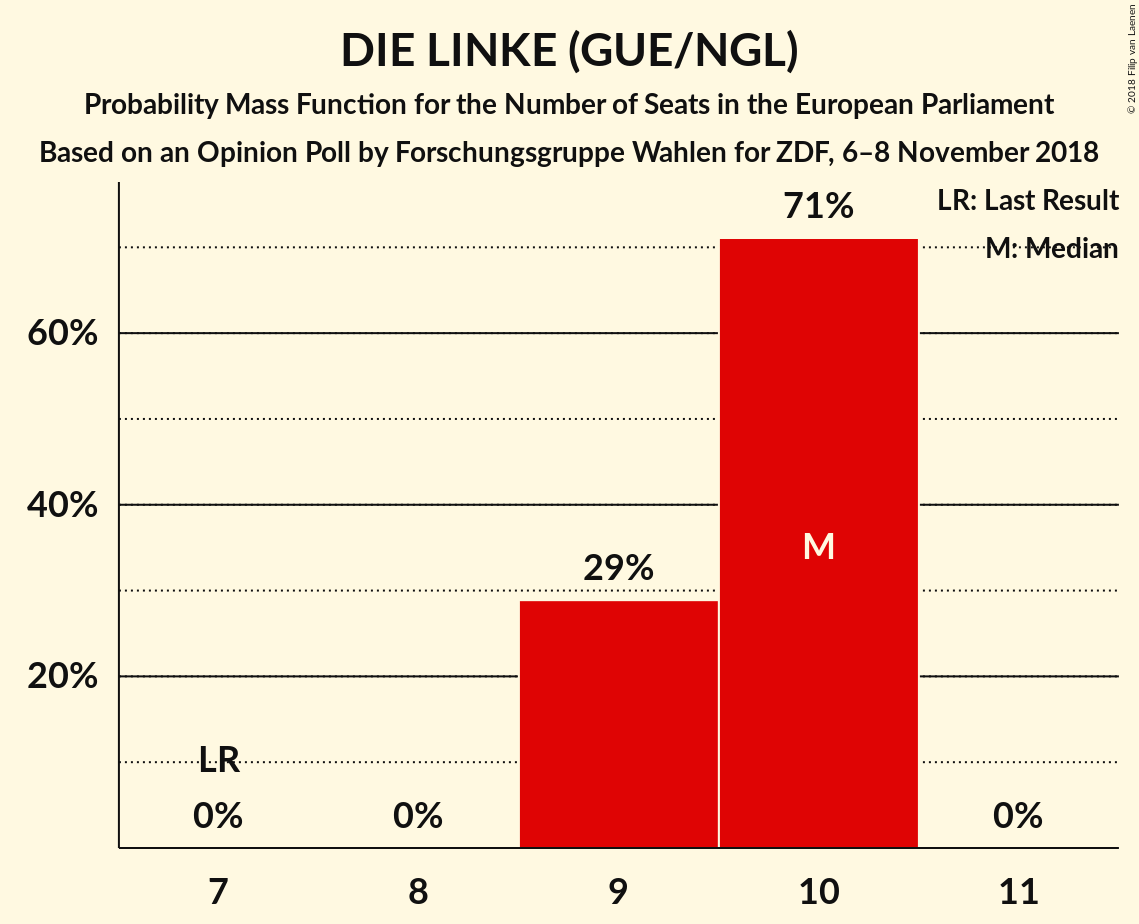 DIE LINKE (GUE/NGL)
Probability Mass Function for the Number of Seats in the European Parliament
Based on an Opinion Poll by Forschungsgruppe Wahlen for ZDF, 6–8 November 2018
© 2018 Filip van Laenen
LR: Last Result
M: Median
71%
60%
40%
M
29%
20%
LR
0%
0%
0%
7
8
9
10
11